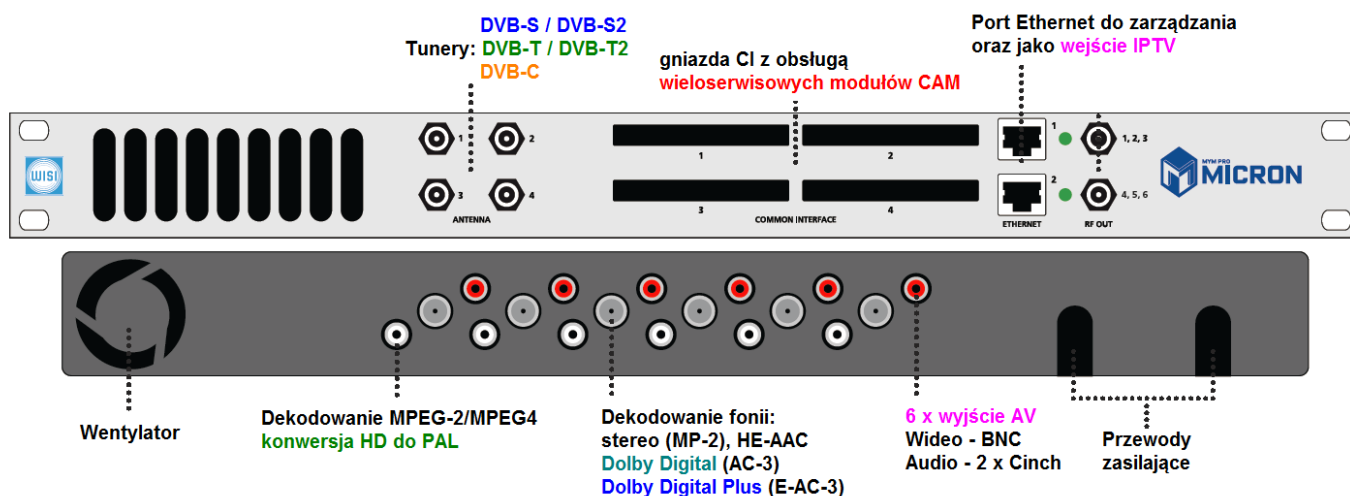 DVB-S / DVB-S2
Tunery: DVB-T / DVB-T2
DVB-C
gniazda CI z obsługą
wieloserwisowych modułów CAM
Port Ethernet do zarządzania
oraz jako wejście IPTV
WISI
1
2
3
4
ANTENNA
1
2
3
4
COMMON INTERFACE
1
2
ETHERNET
1, 2, 3
4, 5, 6
RF OUT
MYM PRO
MICRON
Wentylator
Dekodowanie MPEG-2/MPEG4
konwersja HD do PAL
Dekodowanie fonii:
stereo (MP-2), HE-AAC
Dolby Digital (AC-3)
Dolby Digital Plus (E-AC-3)
6 x wyjście AV
Wideo - BNC
Audio - 2 x Cinch
Przewody
zasilające